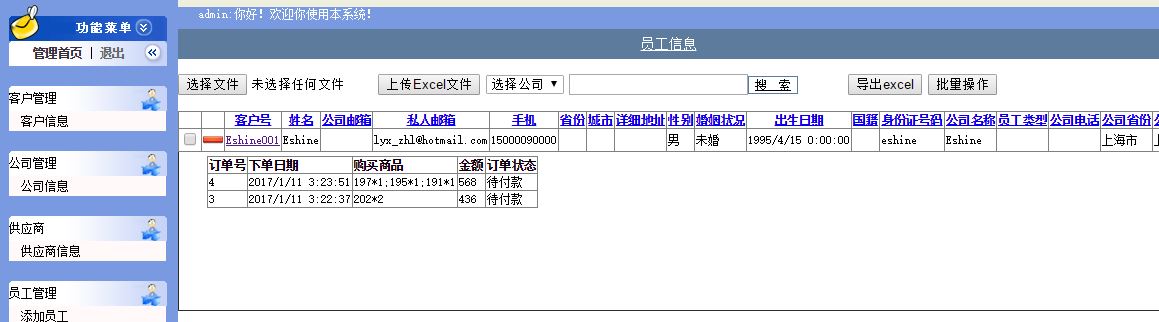 admin:你好！欢迎你使用本系统!
功能菜单
管理首页 | 退出
客户管理
客户信息
公司管理
公司信息
供应商
供应商信息
员工管理
添加员工
员工信息
选择文件 未选择任何文件 上传Excel文件 选择公司 搜 索 导出excel 批量操作
客户号 姓名 公司邮箱 私人邮箱 手机 省份 城市 详细地址 性别 婚姻状况 出生日期 国籍 身份证号码 公司名称 员工类型 公司电话 公司省份
Eshine001 Eshine lyx_zhl@hotmail.com 15000090000 男 未婚 1995/4/15 0:00:00 eshine Eshine 上海市
订单号 下单日期 购买商品 金额 订单状态
4 2017/1/11 3:23:51 197*1;195*1;191*1 568 待付款
3 2017/1/11 3:22:37 202*2 436 待付款